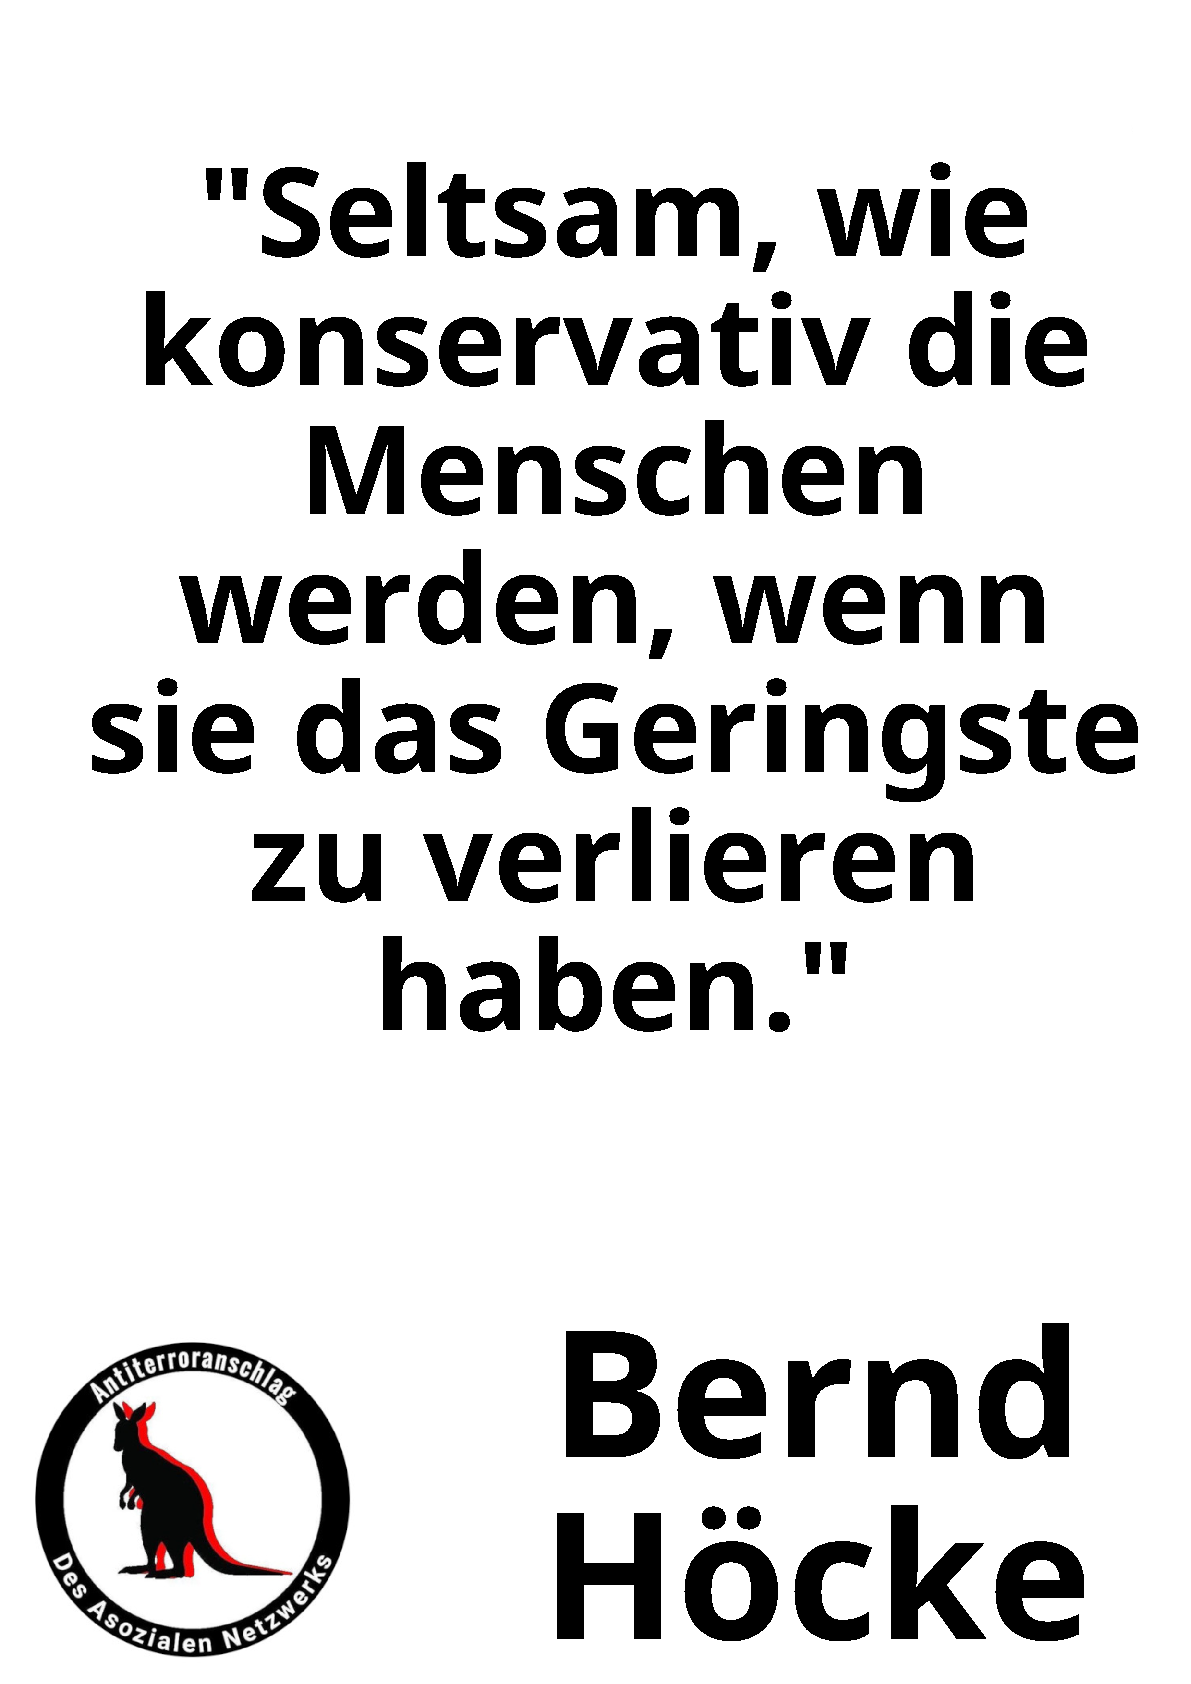 "Seltsam, wie
konservativ die
Menschen
werden, wenn
sie das Geringste
zu verlieren
haben."
Bernd
Höcke
Antiterroranschlag
Des Asozialen Netzwerks